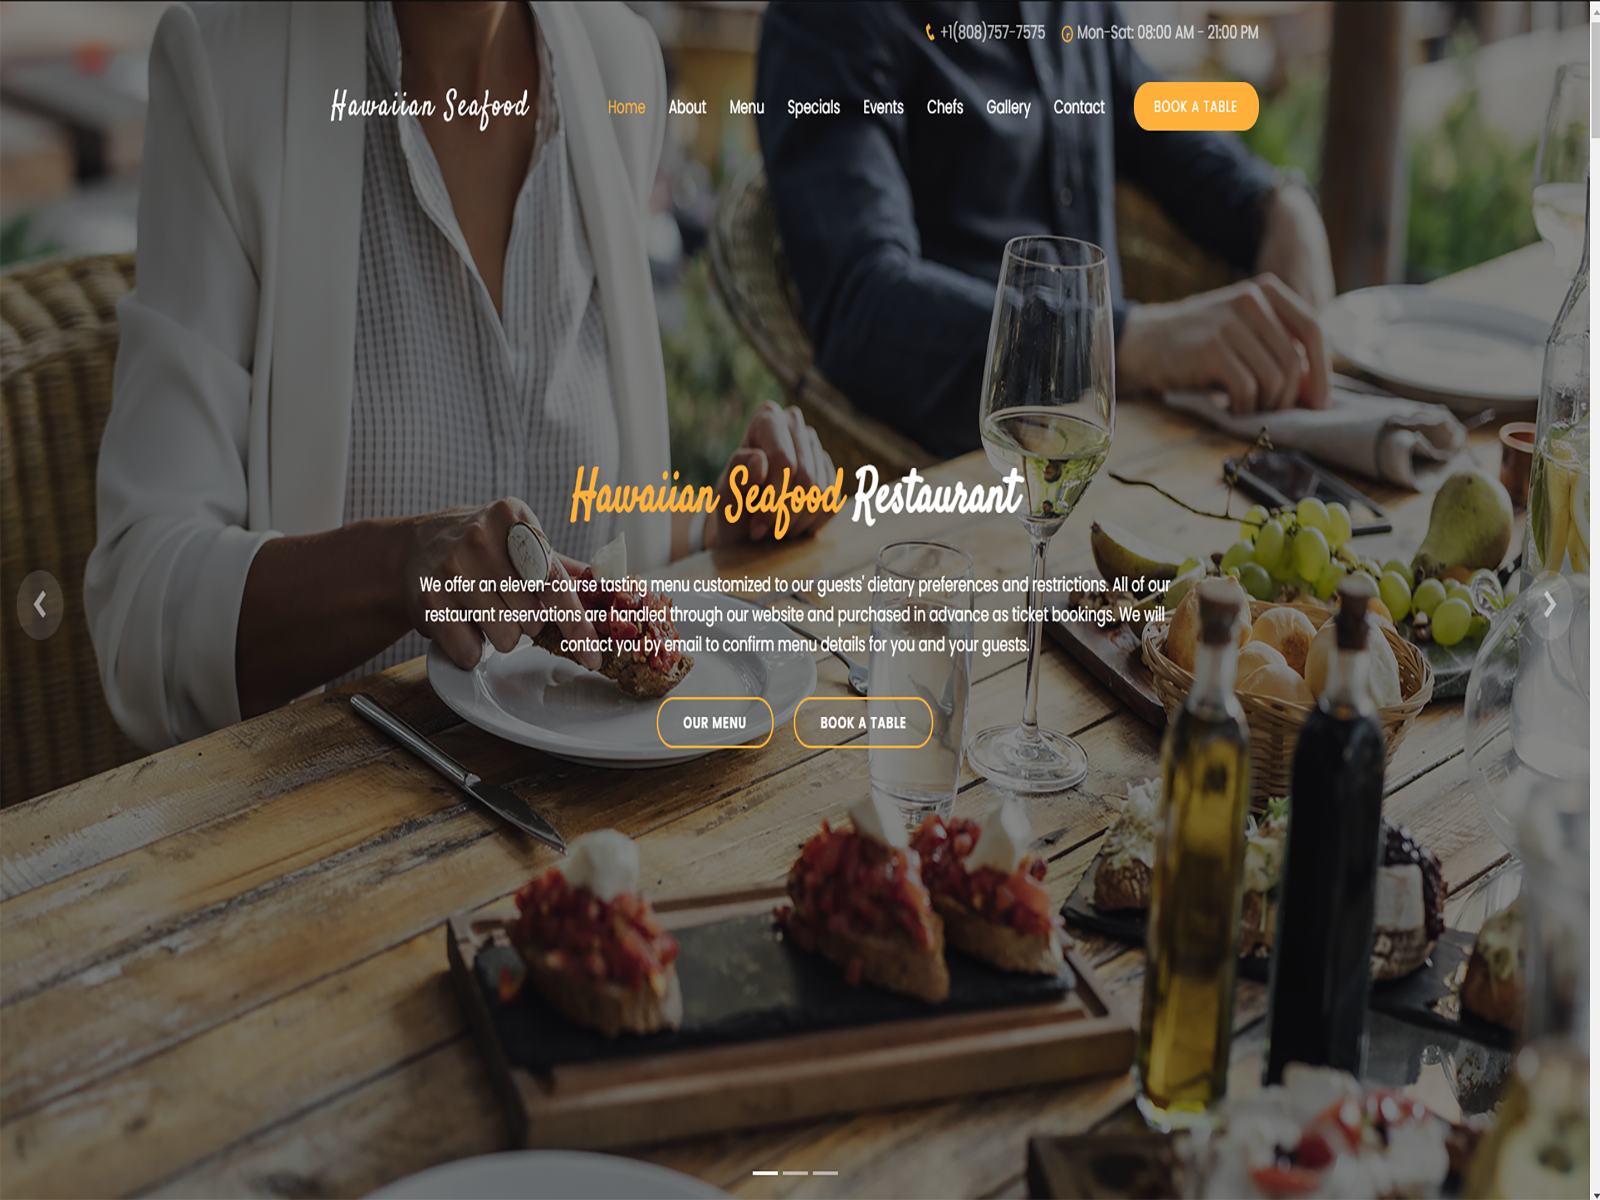 +1(808)757-7575 Mon-Sat: 08:00 AM - 21:00 PM
Hawaiian Seafood Home About Menu Specials Events Chefs Gallery Contact BOOK A TABLE
Hawaiian Seafood Restaurant
We offer an eleven-course tasting menu customized to our guests' dietary preferences and restrictions. All of our
restaurant reservations are handled through our website and purchased in advance as ticket bookings. We will
contact you by email to confirm menu details for you and your guests.
OUR MENU BOOK A TABLE